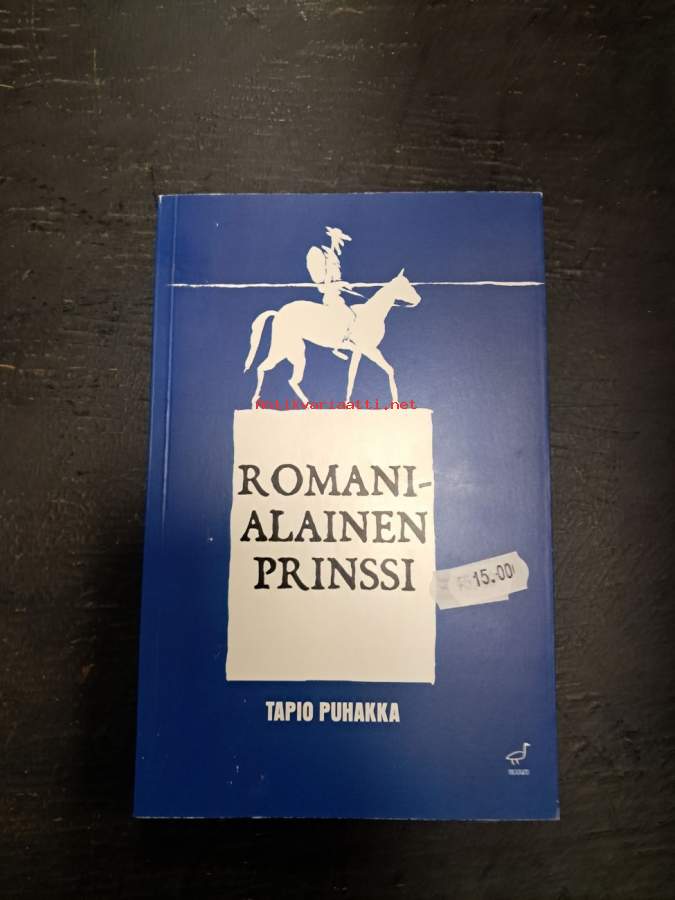 Antikvariaatti.net
ROMANI-
ALAINEN
PRINSSI
15.00
TAPIO PUHAKKA